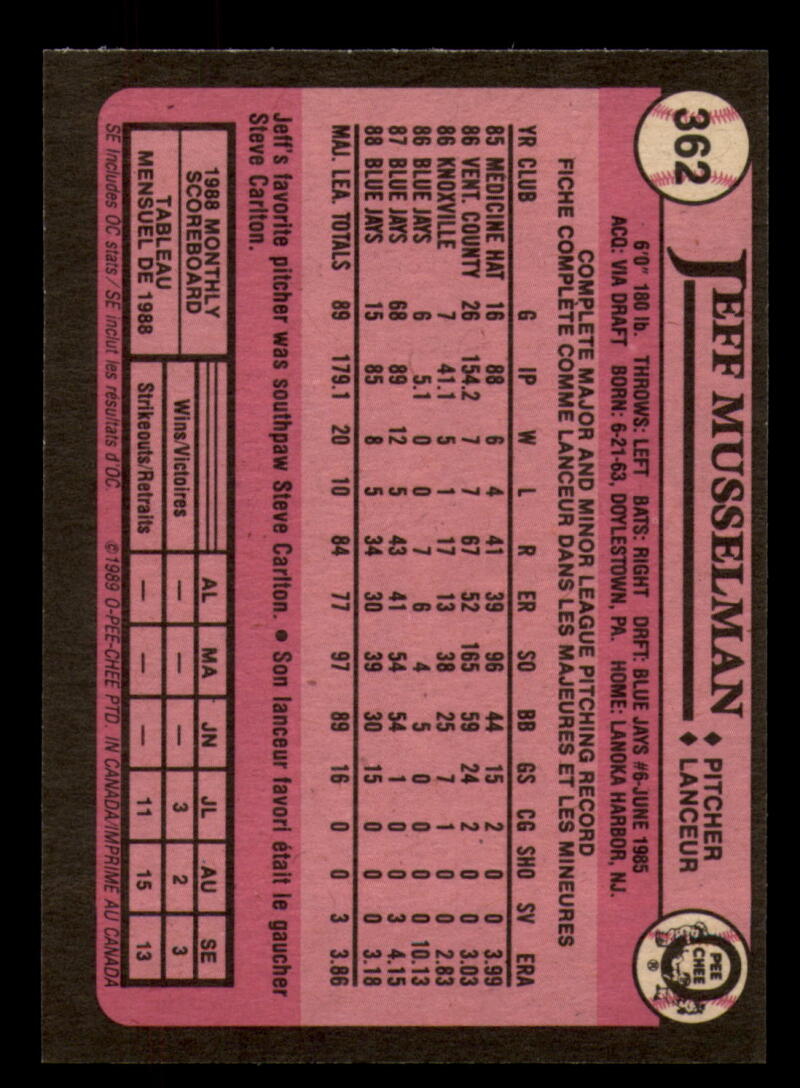 362
JEFF MUSSELMAN ♦ PITCHER
♦ LANCEUR
O PEE CHEE ®
6'0" 180 lb. THROWS: LEFT BATS: RIGHT DRFT: BLUE JAYS #6-JUNE 1985
ACQ: VIA DRAFT BORN: 6-21-63, DOYLESTOWN, PA. HOME: LANOKA HARBOR, NJ.
COMPLETE MAJOR AND MINOR LEAGUE PITCHING RECORD
FICHE COMPLÈTE COMME LANCEUR DANS LES MAJEURES ET LES MINEURES
YR CLUB G IP W L R ER SO BB GS CG SHO SV ERA
85 MEDICINE HAT 16 88 6 4 41 39 96 44 15 2 0 0 3.99
86 VENT. COUNTY 26 154.2 7 7 67 52 165 59 24 2 0 0 3.03
86 KNOXVILLE 7 41.1 5 1 17 13 38 25 7 1 0 0 2.83
86 BLUE JAYS 6 5.1 0 0 7 6 4 5 0 0 0 0 10.13
87 BLUE JAYS 68 89 12 5 43 41 54 54 1 0 0 3 4.15
88 BLUE JAYS 15 85 8 5 34 30 39 30 15 0 0 0 3.18
MAJ. LEA. TOTALS 89 179.1 20 10 84 77 97 89 16 0 0 3 3.86
Jeff's favorite pitcher was southpaw Steve Carlton. • Son lanceur favori était le gaucher
Steve Carlton.
1988 MONTHLY
SCOREBOARD
TABLEAU
MENSUEL DE 1988
AL MA JN JL AU SE
Wins/Victoires — — — 3 2 3
Strikeouts/Retraits — — — 11 15 13
SE Includes OC stats / SE inclut les résultats d'OC. ©1989 O-PEE-CHEE PTD. IN CANADA/IMPRIMÉ AU CANADA